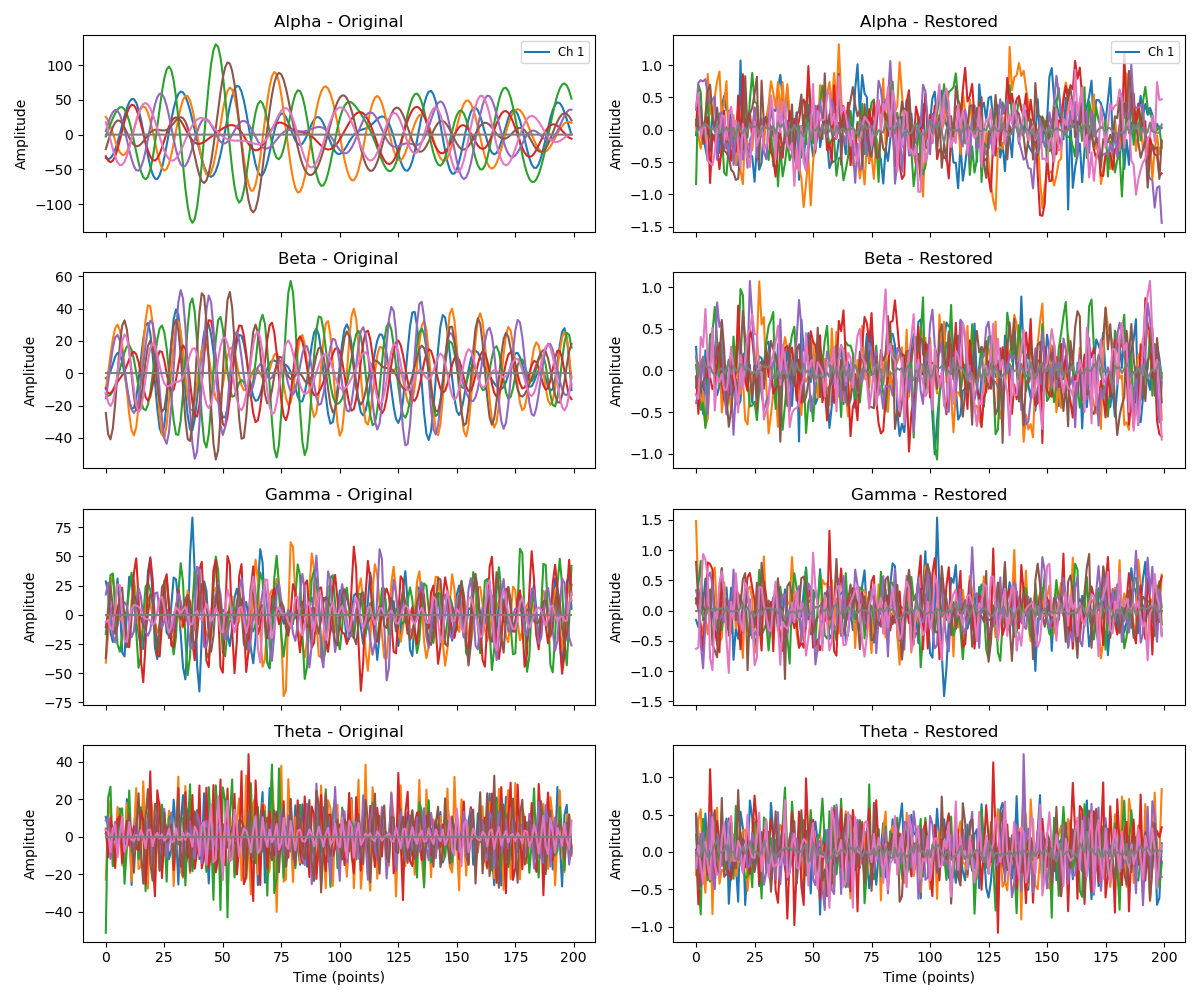 Alpha - Original
Amplitude
100
50
0
−50
−100
Ch 1
Alpha - Restored
Amplitude
1.0
0.5
0.0
−0.5
−1.0
−1.5
Ch 1
Beta - Original
Amplitude
60
40
20
0
−20
−40
Beta - Restored
Amplitude
1.0
0.5
0.0
−0.5
−1.0
Gamma - Original
Amplitude
75
50
25
0
−25
−50
−75
Gamma - Restored
Amplitude
1.5
1.0
0.5
0.0
−0.5
−1.0
−1.5
Theta - Original
Amplitude
40
20
0
−20
−40
0 25 50 75 100 125 150 175 200
Time (points)
Theta - Restored
Amplitude
1.0
0.5
0.0
−0.5
−1.0
0 25 50 75 100 125 150 175 200
Time (points)